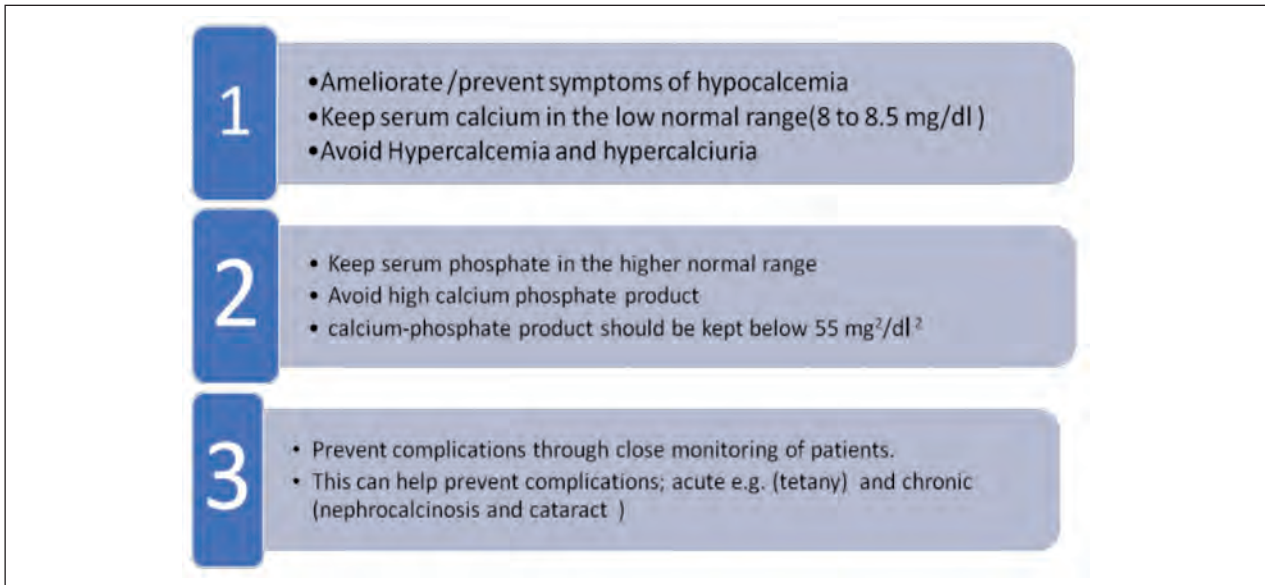 1
•Ameliorate /prevent symptoms of hypocalcemia
•Keep serum calcium in the low normal range(8 to 8.5 mg/dl )
•Avoid Hypercalcemia and hypercalciuria
2
• Keep serum phosphate in the higher normal range
• Avoid high calcium phosphate product
• calcium-phosphate product should be kept below 55 mg²/dl ²
3
• Prevent complications through close monitoring of patients.
• This can help prevent complications; acute e.g. (tetany) and chronic
(nephrocalcinosis and cataract )